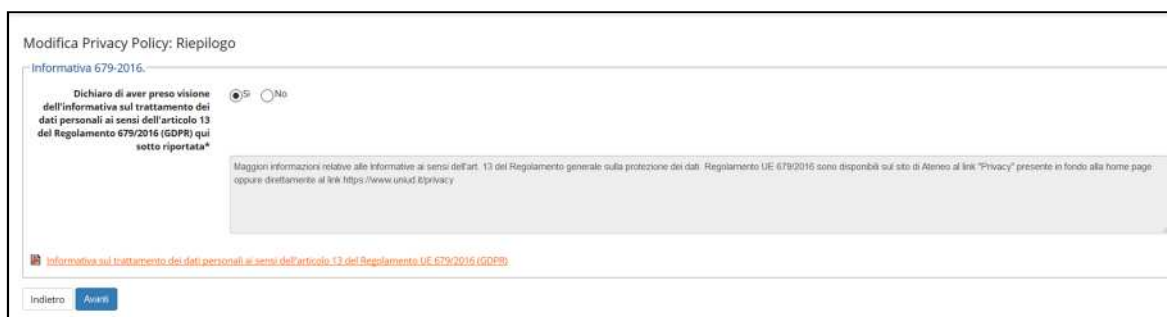 Modifica Privacy Policy: Riepilogo
Informativa 679-2016.
Dichiaro di aver preso visione
dell'informativa sul trattamento dei
dati personali ai sensi dell'articolo 13
del Regolamento 679/2016 (GDPR) qui
sotto riportata*
Si No
Maggiori informazioni relative alle Informative ai sensi dell'art. 13 del Regolamento generale sulla protezione dei dati. Regolamento UE 679/2016 sono disponibili sul sito di Ateneo al link "Privacy" presente in fondo alla home page
oppure direttamente al link https://www.uniud.it/privacy
Informativa sul trattamento dei dati personali ai sensi dell'articolo 13 del Regolamento UE 679/2016 (GDPR)
Indietro Avanti